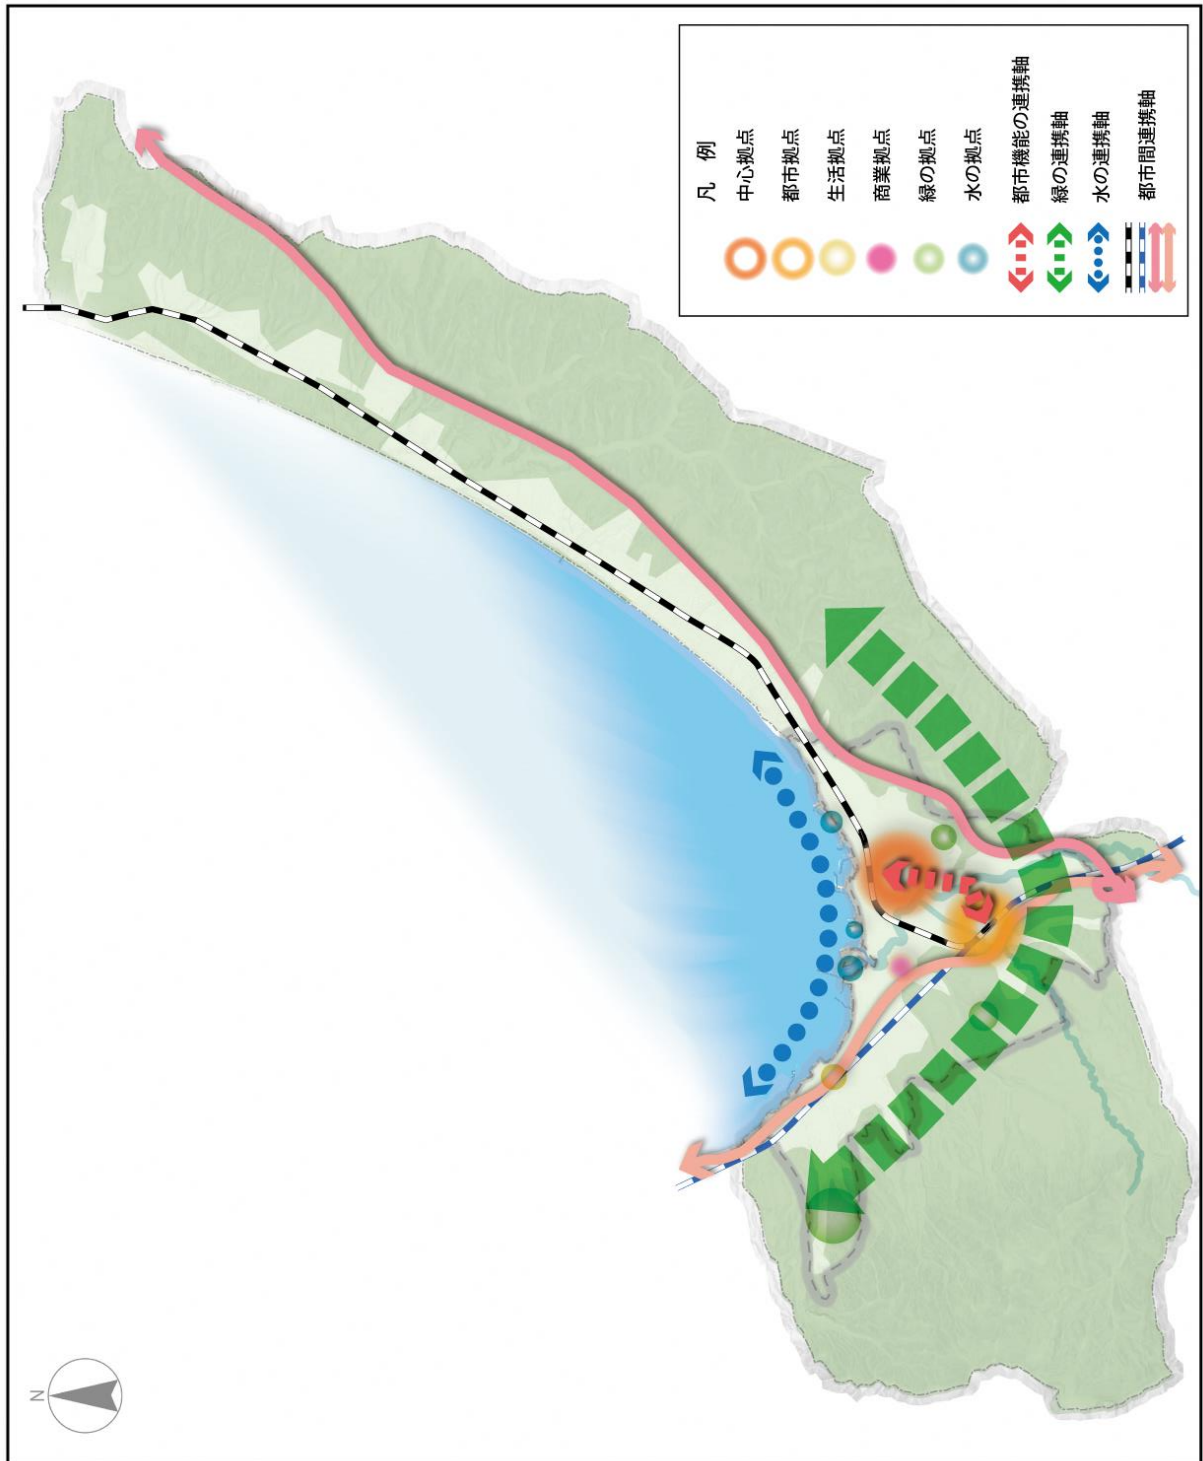 凡 例
中心拠点
都市拠点
生活拠点
商業拠点
緑の拠点
水の拠点
都市機能の連携軸
緑の連携軸
水の連携軸
都市間連携軸
N